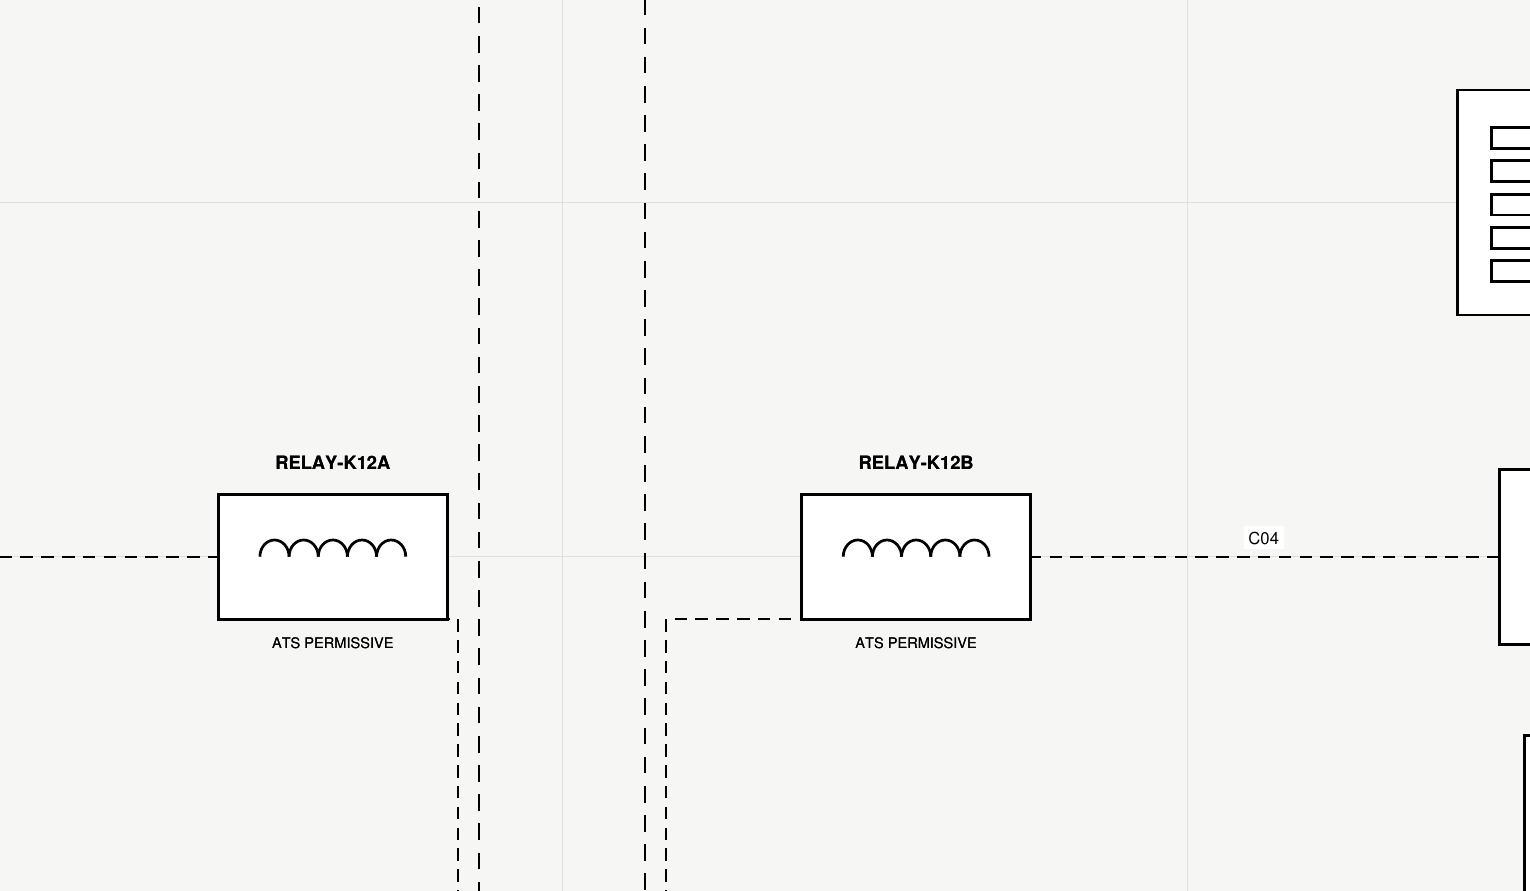 RELAY-K12A
RELAY-K12B
C04
ATS PERMISSIVE
ATS PERMISSIVE